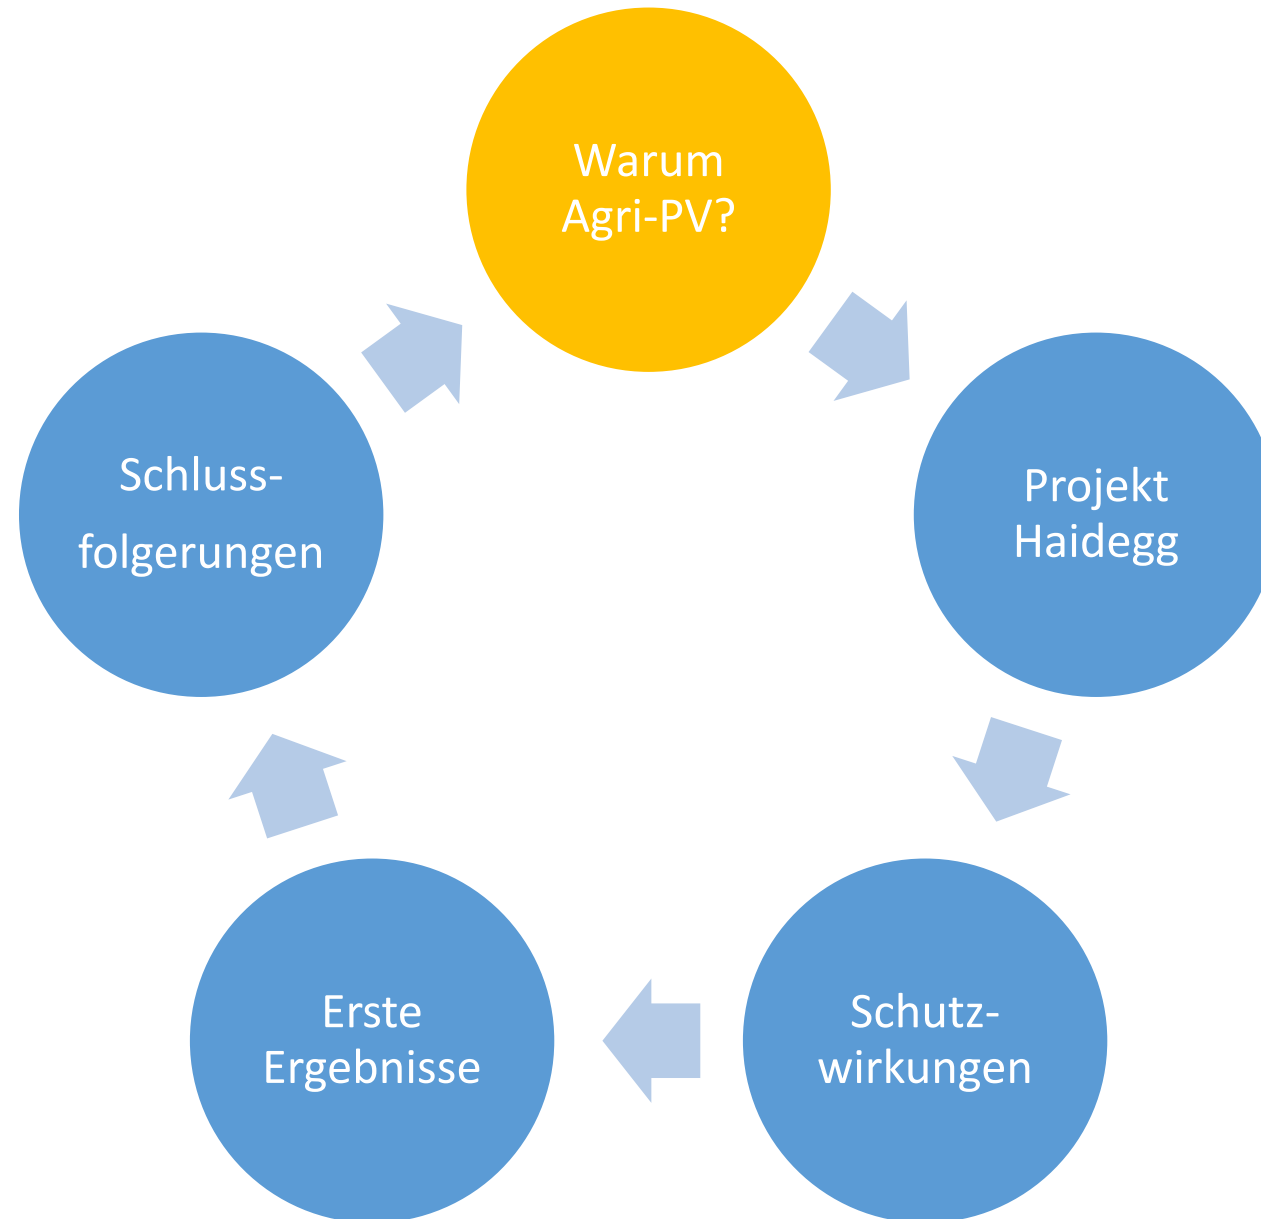 Warum
Agri-PV?
Projekt
Haidegg
Schutz-
wirkungen
Erste
Ergebnisse
Schluss-
folgerungen